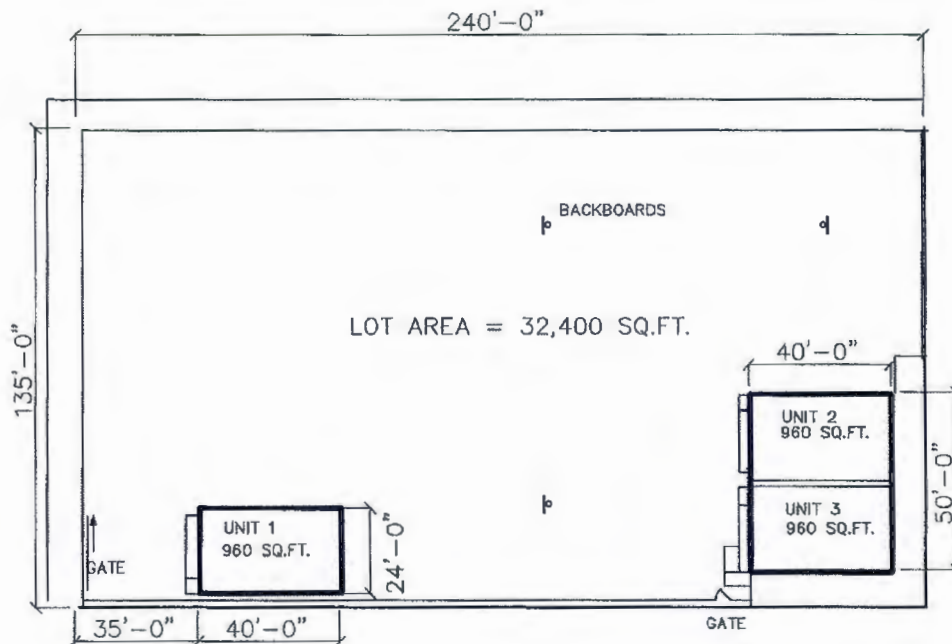 240'-0"
BACKBOARDS
LOT AREA = 32,400 SQ.FT.
135'-0"
40'-0"
UNIT 2
960 SQ.FT.
50'-0"
UNIT 3
960 SQ.FT.
UNIT 1
960 SQ.FT.
24'-0"
GATE
GATE
35'-0"
40'-0"